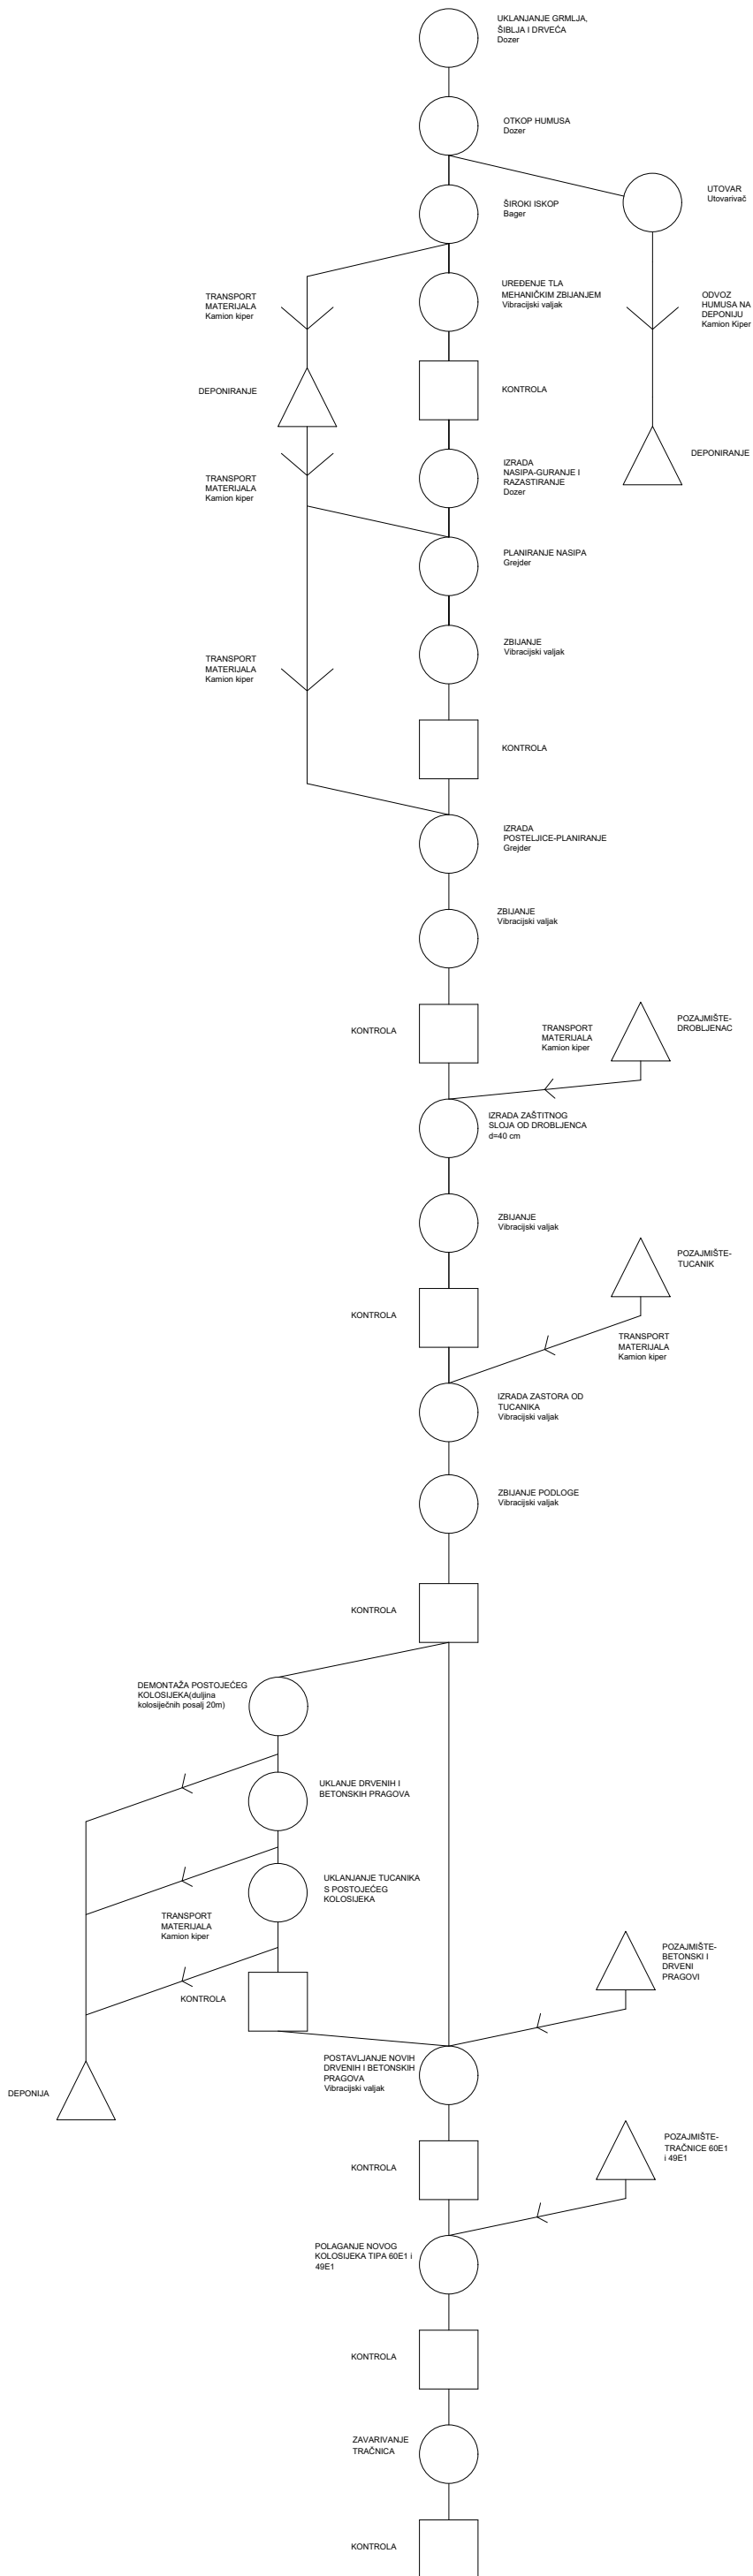 UKLANJANJE GRMLJA,
ŠIBLJA I DRVEĆA
Dozer
OTKOP HUMUSA
Dozer
UTOVAR
Utovarivač
ŠIROKI ISKOP
Bager
UREĐENJE TLA
MEHANIČKIM ZBIJANJEM
Vibracijski valjak
TRANSPORT
MATERIJALA
Kamion kiper
ODVOZ
HUMUSA NA
DEPONIJU
Kamion Kiper
DEPONIRANJE
KONTROLA
DEPONIRANJE
IZRADA
NASIPA-GURANJE I
RAZASTIRANJE
Dozer
TRANSPORT
MATERIJALA
Kamion kiper
PLANIRANJE NASIPA
Grejder
ZBIJANJE
Vibracijski valjak
TRANSPORT
MATERIJALA
Kamion kiper
KONTROLA
IZRADA
POSTELJICE-PLANIRANJE
Grejder
ZBIJANJE
Vibracijski valjak
KONTROLA
TRANSPORT
MATERIJALA
Kamion kiper
POZAJMIŠTE-
DROBLJENAC
IZRADA ZAŠTITNOG
SLOJA OD DROBLJENCA
d=40 cm
ZBIJANJE
Vibracijski valjak
POZAJMIŠTE-
TUCANIK
KONTROLA
TRANSPORT
MATERIJALA
Kamion kiper
IZRADA ZASTORA OD
TUCANIKA
Vibracijski valjak
ZBIJANJE PODLOGE
Vibracijski valjak
KONTROLA
DEMONTAŽA POSTOJEĆEG
KOLOSIJEKA(duljina
kolosiječnih posalj 20m)
UKLANJE DRVENIH I
BETONSKIH PRAGOVA
UKLANJANJE TUCANIKA
S POSTOJEĆEG
KOLOSIJEKA
TRANSPORT
MATERIJALA
Kamion kiper
KONTROLA
POZAJMIŠTE-
BETONSKI I
DRVENI
PRAGOVI
POSTAVLJANJE NOVIH
DRVENIH I BETONSKIH
PRAGOVA
Vibracijski valjak
DEPONIJA
KONTROLA
POZAJMIŠTE-
TRAČNICE 60E1
i 49E1
POLAGANJE NOVOG
KOLOSIJEKA TIPA 60E1 i
49E1
KONTROLA
ZAVARIVANJE
TRAČNICA
KONTROLA